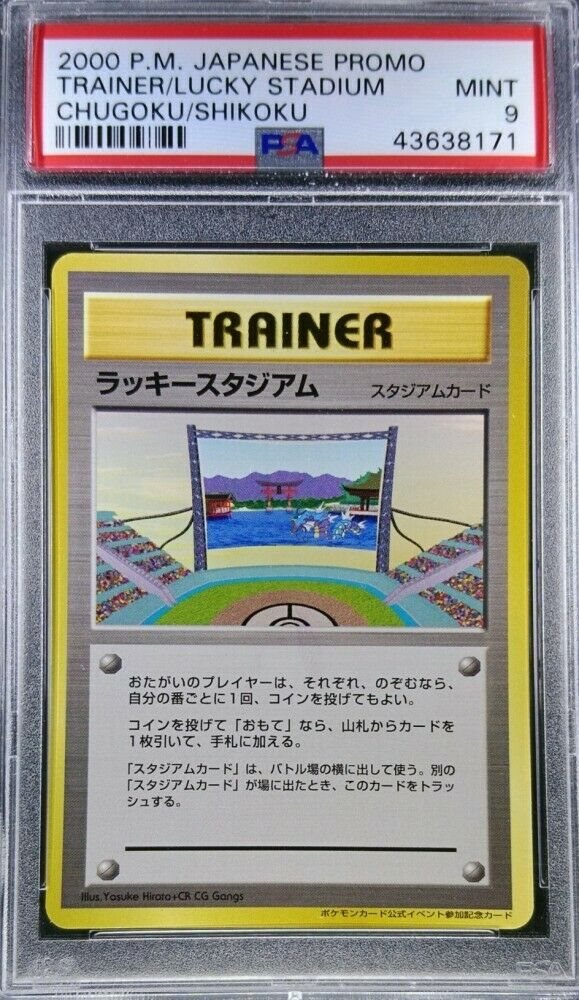 2000 P.M. JAPANESE PROMO
TRAINER/LUCKY STADIUM MINT
CHUGOKU/SHIKOKU 9
PSA 43638171
TRAINER
ラッキースタジアム スタジアムカード
おたがいのプレイヤーは、それぞれ、のぞむなら、
自分の番ごとに1回、コインを投げてもよい。
コインを投げて「おもて」なら、山札からカードを
1枚引いて、手札に加える。
「スタジアムカード」は、バトル場の横に出して使う。別の
「スタジアムカード」が場に出たとき、このカードをトラッ
シュする。
Illus.Yosuke Hirata+CR CG Gangs
ポケモンカード公式イベント参加記念カード
PSA